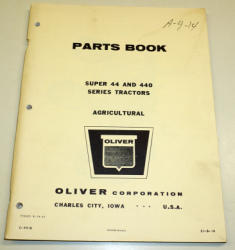 A-9-14
PARTS BOOK
SUPER 44 AND 440
SERIES TRACTORS
AGRICULTURAL
OLIVER
OLIVER CORPORATION
CHARLES CITY, IOWA --- U.S.A.